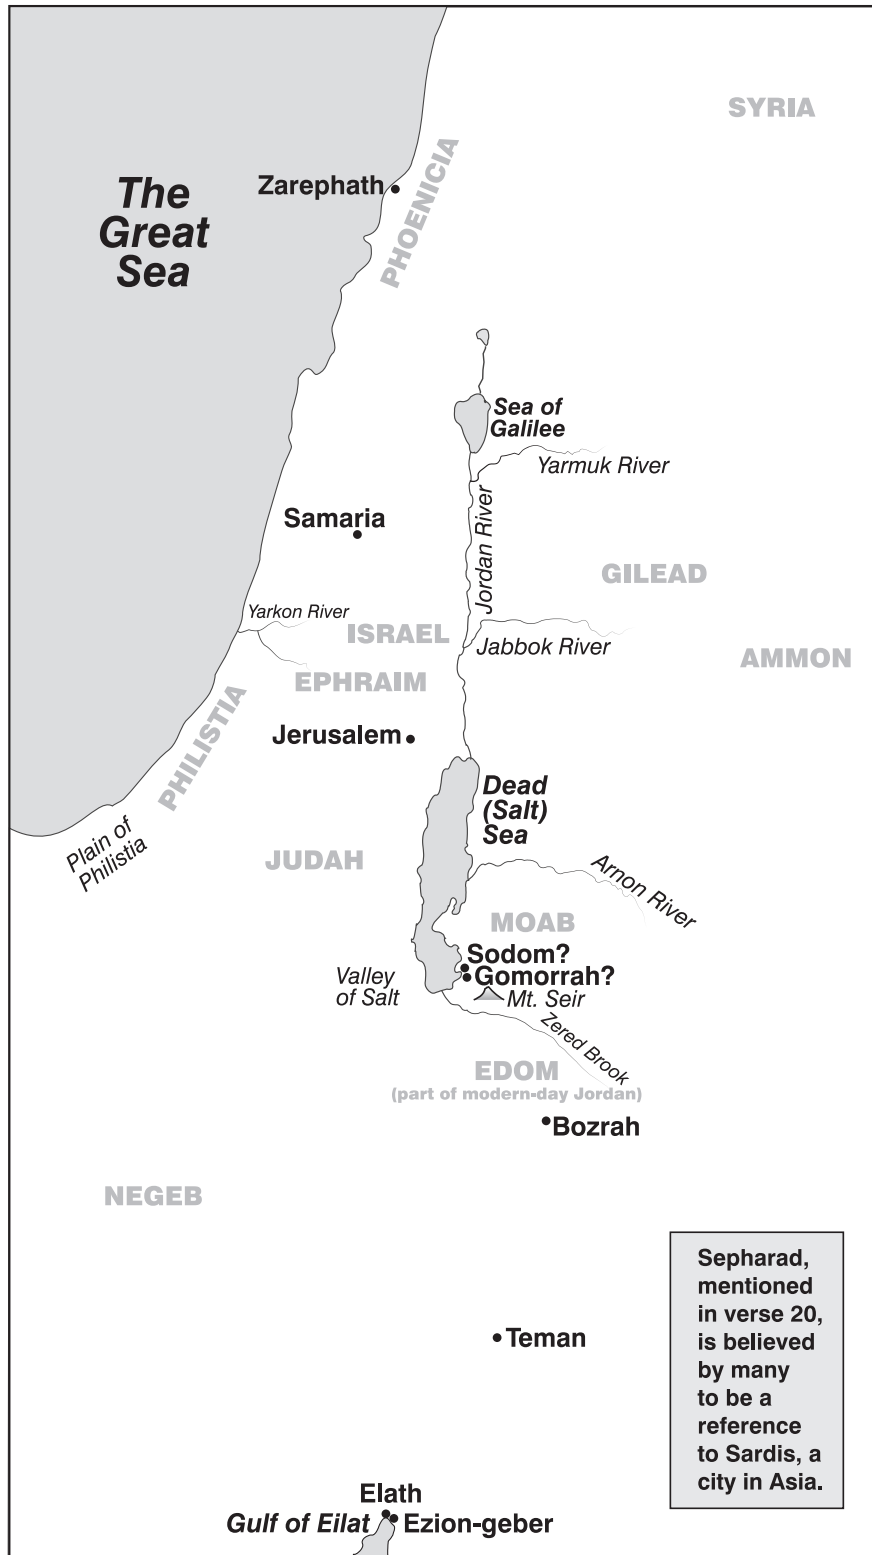 SYRIA
PHOENICIA
Zarephath
The
Great
Sea
Sea of
Galilee
Yarmuk River
Jordan River
Samaria
GILEAD
Yarkon River
ISRAEL
Jabbok River
AMMON
EPHRAIM
PHILISTIA
Jerusalem
Dead
(Salt)
Sea
Plain of
Philistia
JUDAH
Arnon River
MOAB
Sodom?
Gomorrah?
Valley
of Salt
Mt. Seir
Zered Brook
EDOM
(part of modern-day Jordan)
Bozrah
NEGEB
Sepharad,
mentioned
in verse 20,
is believed
by many
to be a
reference
to Sardis, a
city in Asia.
Teman
Elath
Gulf of Eilat
Ezion-geber